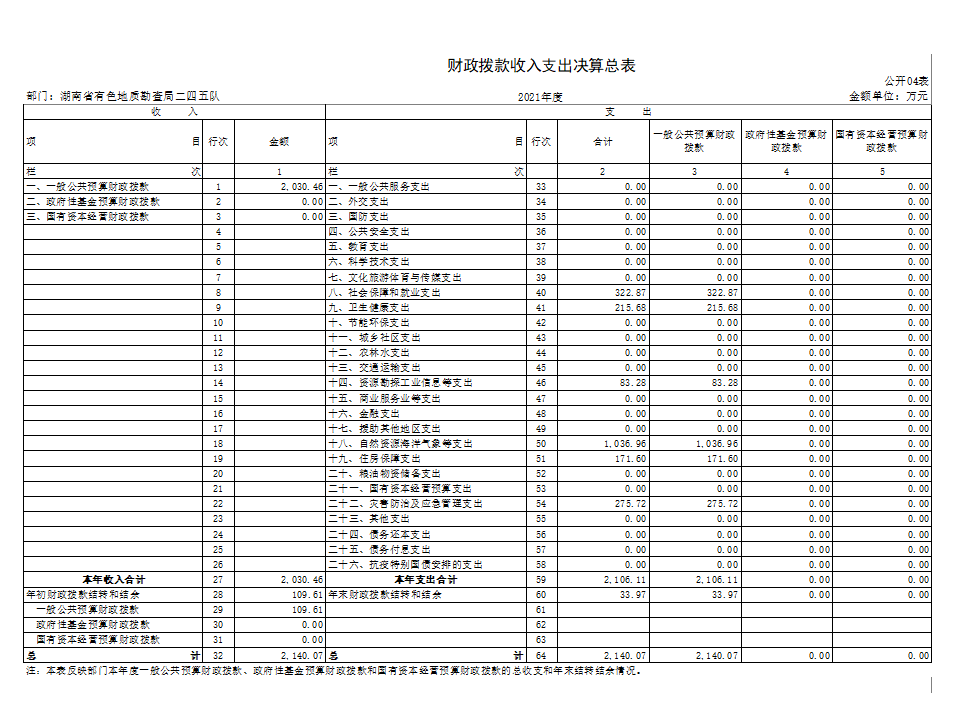 财政拨款收入支出决算总表
公开04表
部门：湖南省有色地质勘查局二四五队 2021年度 金额单位：万元
收 入 支 出
项 目 行次 金额 项 目 行次 合计 一般公共预算财政拨款 政府性基金预算财政拨款 国有资本经营预算财政拨款
栏 次 1 栏 次 2 3 4 5
一、一般公共预算财政拨款 1 2,030.46 一、一般公共服务支出 33 0.00 0.00 0.00 0.00
二、政府性基金预算财政拨款 2 0.00 二、外交支出 34 0.00 0.00 0.00 0.00
三、国有资本经营财政拨款 3 0.00 三、国防支出 35 0.00 0.00 0.00 0.00
4 四、公共安全支出 36 0.00 0.00 0.00 0.00
5 五、教育支出 37 0.00 0.00 0.00 0.00
6 六、科学技术支出 38 0.00 0.00 0.00 0.00
7 七、文化旅游体育与传媒支出 39 0.00 0.00 0.00 0.00
8 八、社会保障和就业支出 40 322.87 322.87 0.00 0.00
9 九、卫生健康支出 41 215.68 215.68 0.00 0.00
10 十、节能环保支出 42 0.00 0.00 0.00 0.00
11 十一、城乡社区支出 43 0.00 0.00 0.00 0.00
12 十二、农林水支出 44 0.00 0.00 0.00 0.00
13 十三、交通运输支出 45 0.00 0.00 0.00 0.00
14 十四、资源勘探工业信息等支出 46 83.28 83.28 0.00 0.00
15 十五、商业服务业等支出 47 0.00 0.00 0.00 0.00
16 十六、金融支出 48 0.00 0.00 0.00 0.00
17 十七、援助其他地区支出 49 0.00 0.00 0.00 0.00
18 十八、自然资源海洋气象等支出 50 1,036.96 1,036.96 0.00 0.00
19 十九、住房保障支出 51 171.60 171.60 0.00 0.00
20 二十、粮油物资储备支出 52 0.00 0.00 0.00 0.00
21 二十一、国有资本经营预算支出 53 0.00 0.00 0.00 0.00
22 二十二、灾害防治及应急管理支出 54 275.72 275.72 0.00 0.00
23 二十三、其他支出 55 0.00 0.00 0.00 0.00
24 二十四、债务还本支出 56 0.00 0.00 0.00 0.00
25 二十五、债务付息支出 57 0.00 0.00 0.00 0.00
26 二十六、抗疫特别国债安排的支出 58 0.00 0.00 0.00 0.00
本年收入合计 27 2,030.46 本年支出合计 59 2,106.11 2,106.11 0.00 0.00
年初财政拨款结转和结余 28 109.61 年末财政拨款结转和结余 60 33.97 33.97 0.00 0.00
一般公共预算财政拨款 29 109.61 61
政府性基金预算财政拨款 30 0.00 62
国有资本经营预算财政拨款 31 0.00 63
总 计 32 2,140.07 总 计 64 2,140.07 2,140.07 0.00 0.00
注：本表反映部门本年度一般公共预算财政拨款、政府性基金预算财政拨款和国有资本经营预算财政拨款的总收支和年末结转结余情况。